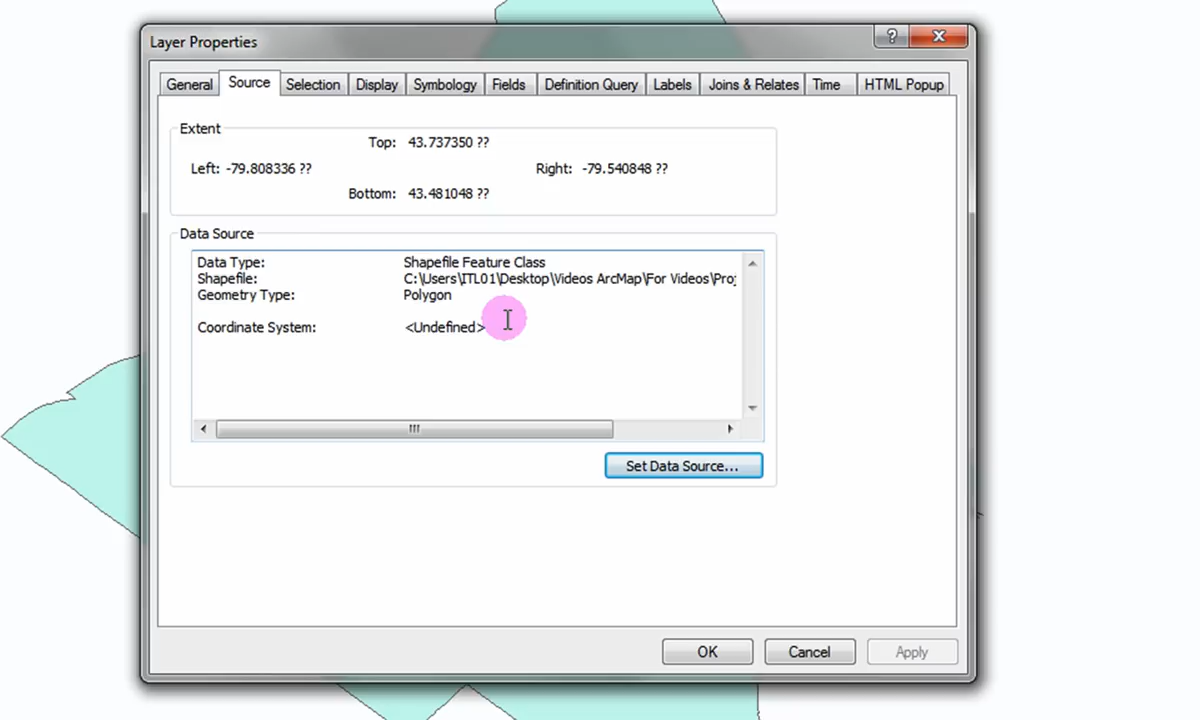 Layer Properties
General Source Selection Display Symbology Fields Definition Query Labels Joins & Relates Time HTML Popup
Extent
Top: 43.737350 ??
Left: -79.808336 ?? Right: -79.540848 ??
Bottom: 43.481048 ??
Data Source
Data Type: Shapefile Feature Class
Shapefile: C:\Users\ITL01\Desktop\Videos ArcMap\For Videos\Proj
Geometry Type: Polygon
Coordinate System: <Undefined>
Set Data Source...
OK Cancel Apply